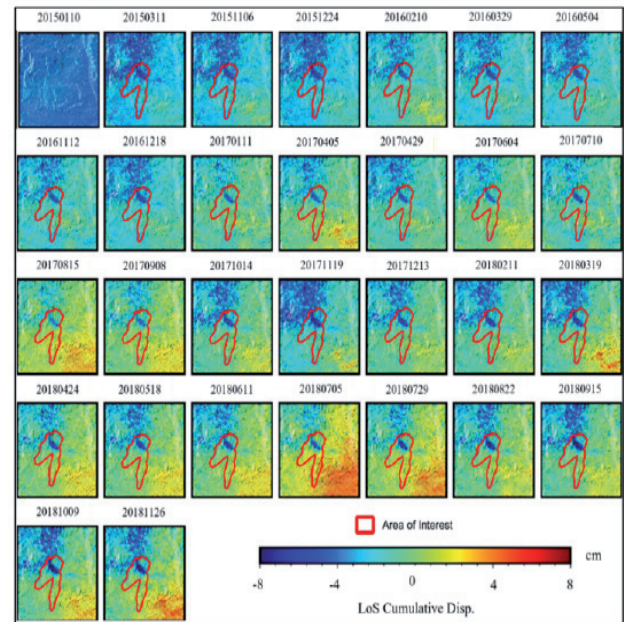 20150110 20150311 20151106 20151224 20160210 20160329 20160504
20161112 20161218 20170111 20170405 20170429 20170604 20170710
20170815 20170908 20171014 20171119 20171213 20180211 20180319
20180424 20180518 20180611 20180705 20180729 20180822 20180915
20181009 20181126
Area of Interest
cm
-8 -4 0 4 8
LoS Cumulative Disp.